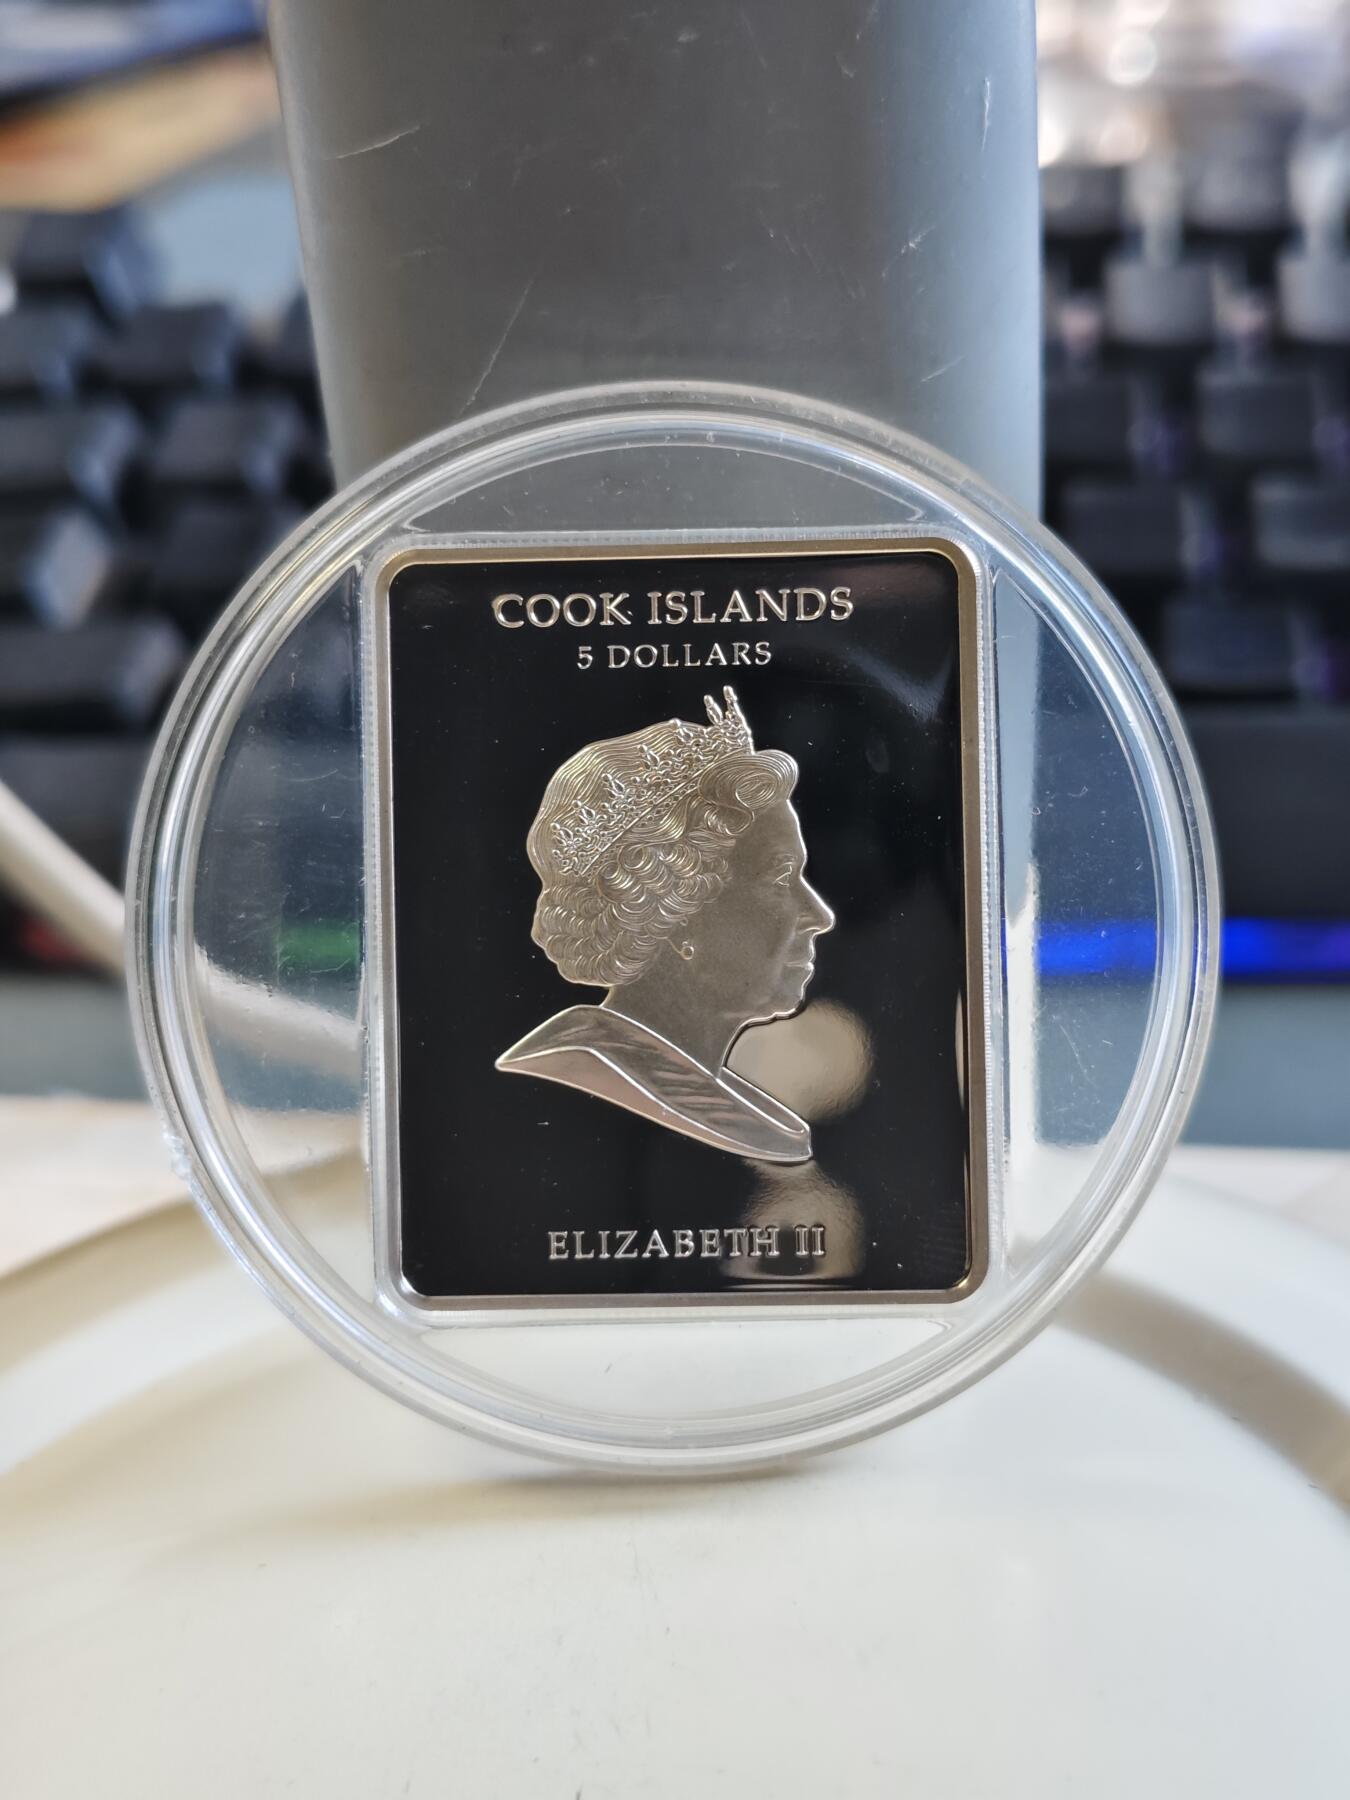 COOK ISLANDS
5 DOLLARS
ELIZABETH II